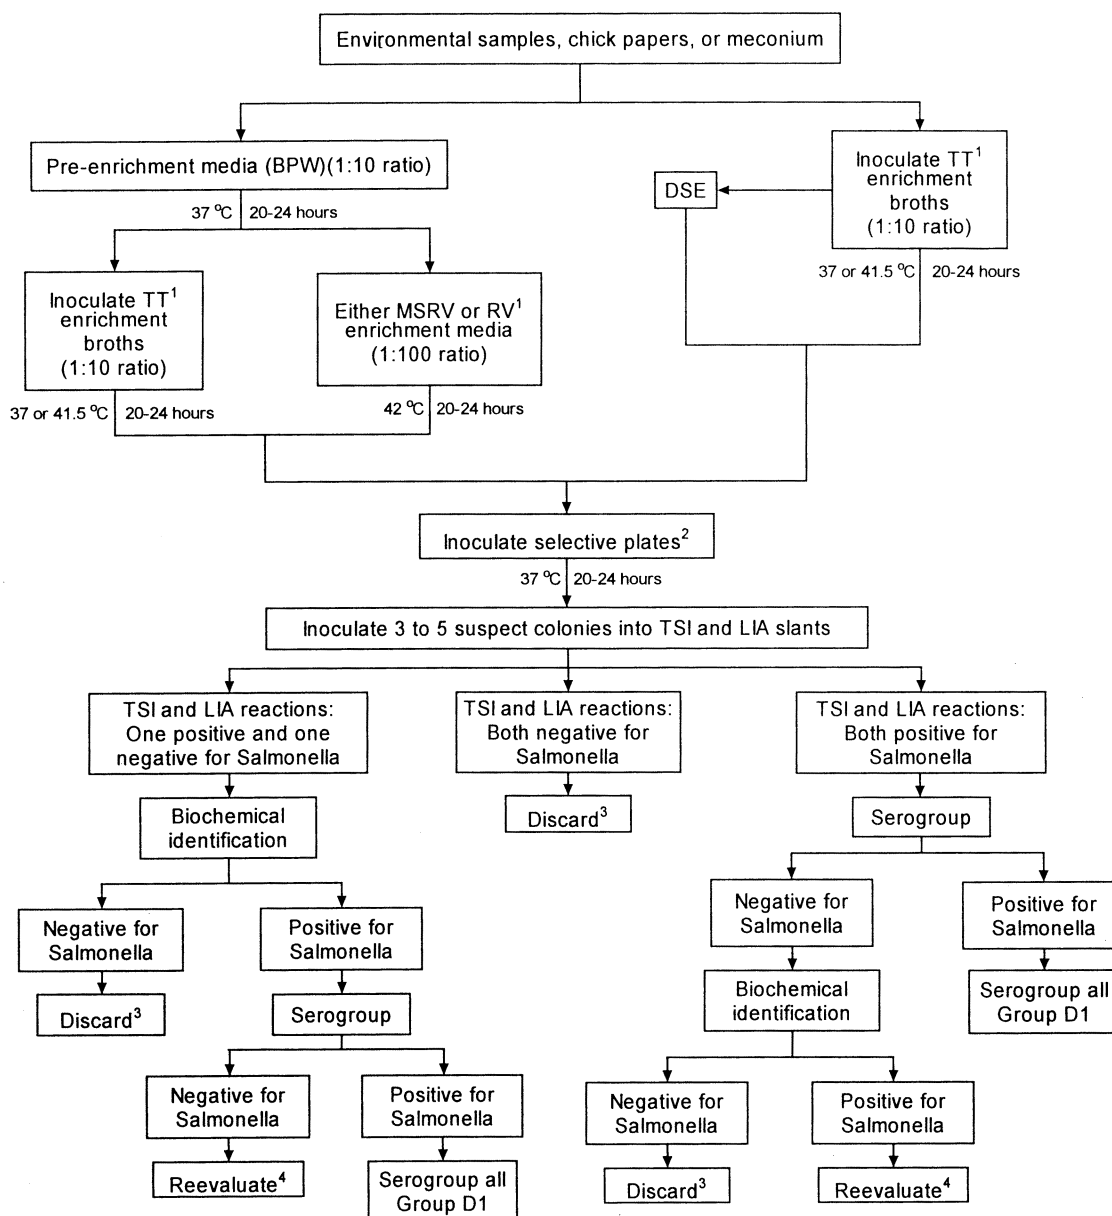 Environmental samples, chick papers, or meconium
Pre-enrichment media (BPW)(1:10 ratio)
37 °C 20-24 hours
Inoculate TT¹
enrichment
broths
(1:10 ratio)
37 or 41.5 °C 20-24 hours
Either MSRV or RV¹
enrichment media
(1:100 ratio)
42 °C 20-24 hours
DSE
Inoculate TT¹
enrichment
broths
(1:10 ratio)
37 or 41.5 °C 20-24 hours
Inoculate selective plates²
37 °C 20-24 hours
Inoculate 3 to 5 suspect colonies into TSI and LIA slants
TSI and LIA reactions:
One positive and one
negative for Salmonella
Biochemical
identification
Negative for
Salmonella
Discard³
Positive for
Salmonella
Serogroup
Negative for
Salmonella
Reevaluate⁴
Positive for
Salmonella
Serogroup all
Group D1
TSI and LIA reactions:
Both negative for
Salmonella
Discard³
TSI and LIA reactions:
Both positive for
Salmonella
Serogroup
Negative for
Salmonella
Biochemical
identification
Negative for
Salmonella
Discard³
Positive for
Salmonella
Reevaluate⁴
Positive for
Salmonella
Serogroup all
Group D1